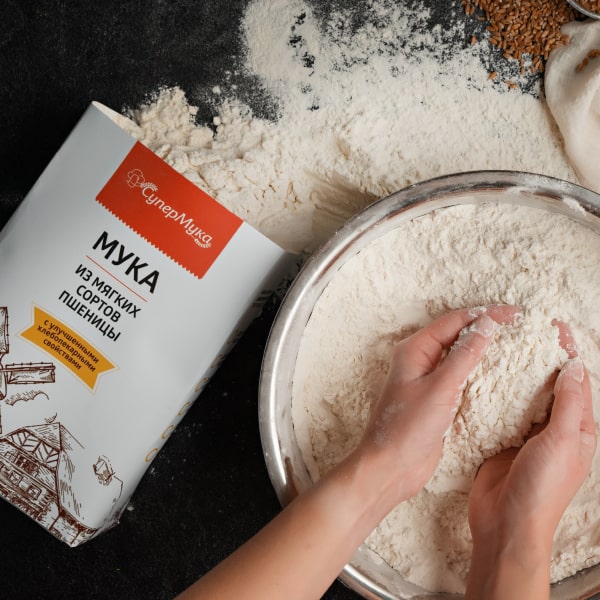 СуперМука
МУКА
ИЗ МЯГКИХ
СОРТОВ
ПШЕНИЦЫ
с улучшенными
хлебопекарными
свойствами